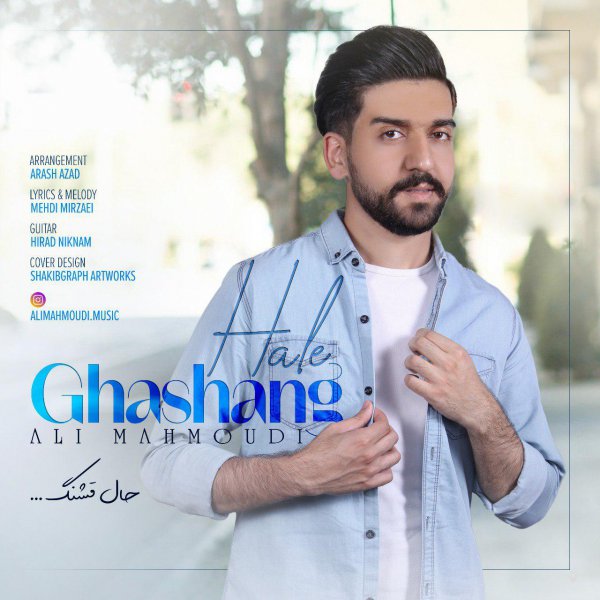 ARRANGEMENT
ARASH AZAD
LYRICS & MELODY
MEHDI MIRZAEI
GUITAR
HIRAD NIKNAM
COVER DESIGN
SHAKIBGRAPH ARTWORKS
ALIMAHMOUDI.MUSIC
Hale
Ghashang
ALI MAHMOUDI
حال قشنگ ...